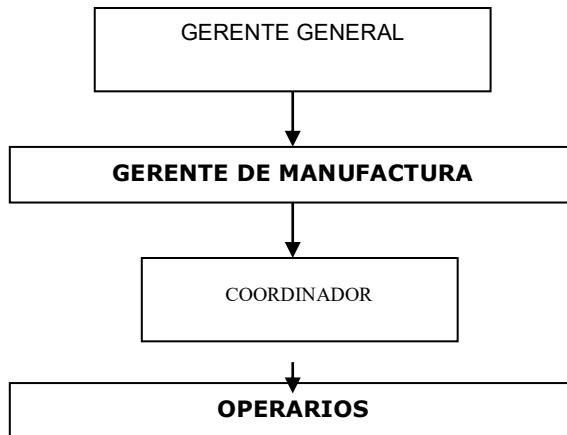 GERENTE GENERAL
GERENTE DE MANUFACTURA
COORDINADOR
OPERARIOS